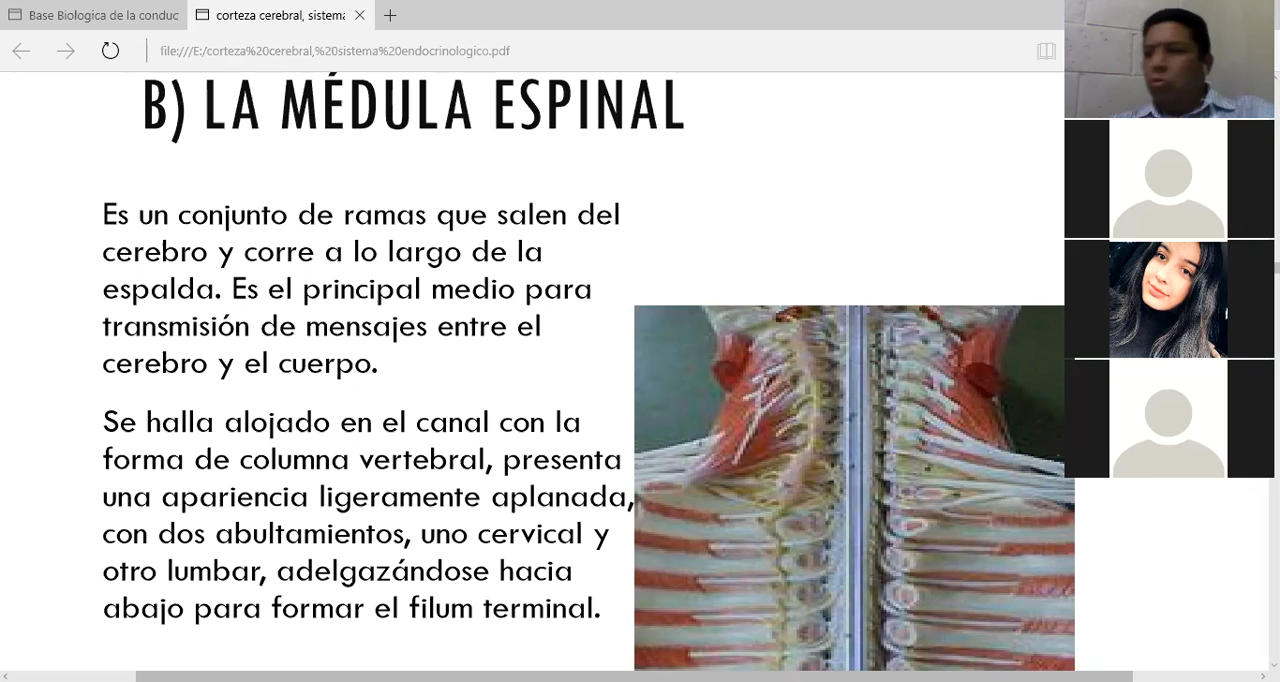 Base Biologica de la conduc
corteza cerebral, sistema
file:///E:/corteza%20cerebral,%20sistema%20endocrinologico.pdf
B) LA MÉDULA ESPINAL
Es un conjunto de ramas que salen del
cerebro y corre a lo largo de la
espalda. Es el principal medio para
transmisión de mensajes entre el
cerebro y el cuerpo.
Se halla alojado en el canal con la
forma de columna vertebral, presenta
una apariencia ligeramente aplanada,
con dos abultamientos, uno cervical y
otro lumbar, adelgazándose hacia
abajo para formar el filum terminal.